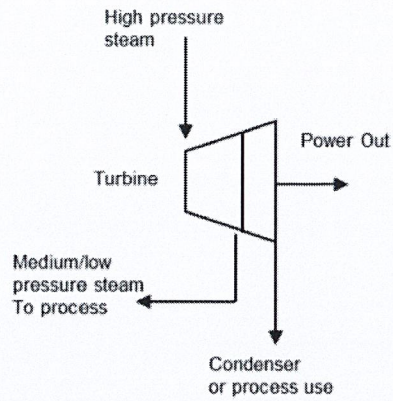 High pressure
steam
Power Out
Turbine
Medium/low
pressure steam
To process
Condenser
or process use